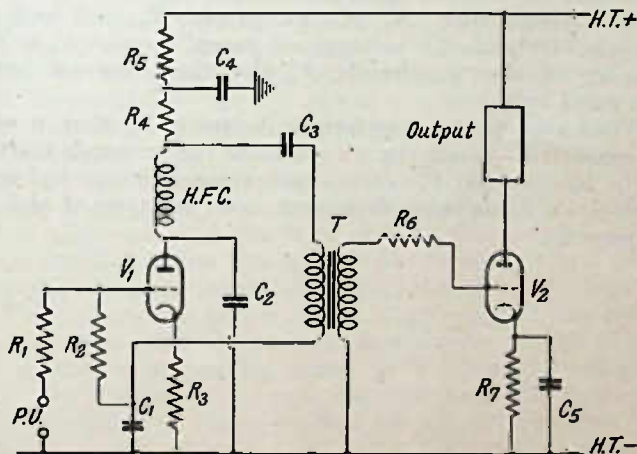 H.T.+
R5
C4
R4
C3
Output
H.F.C.
T
R6
V1
V2
C2
R1
R2
R3
R7
C1
C5
P.U.
H.T.-